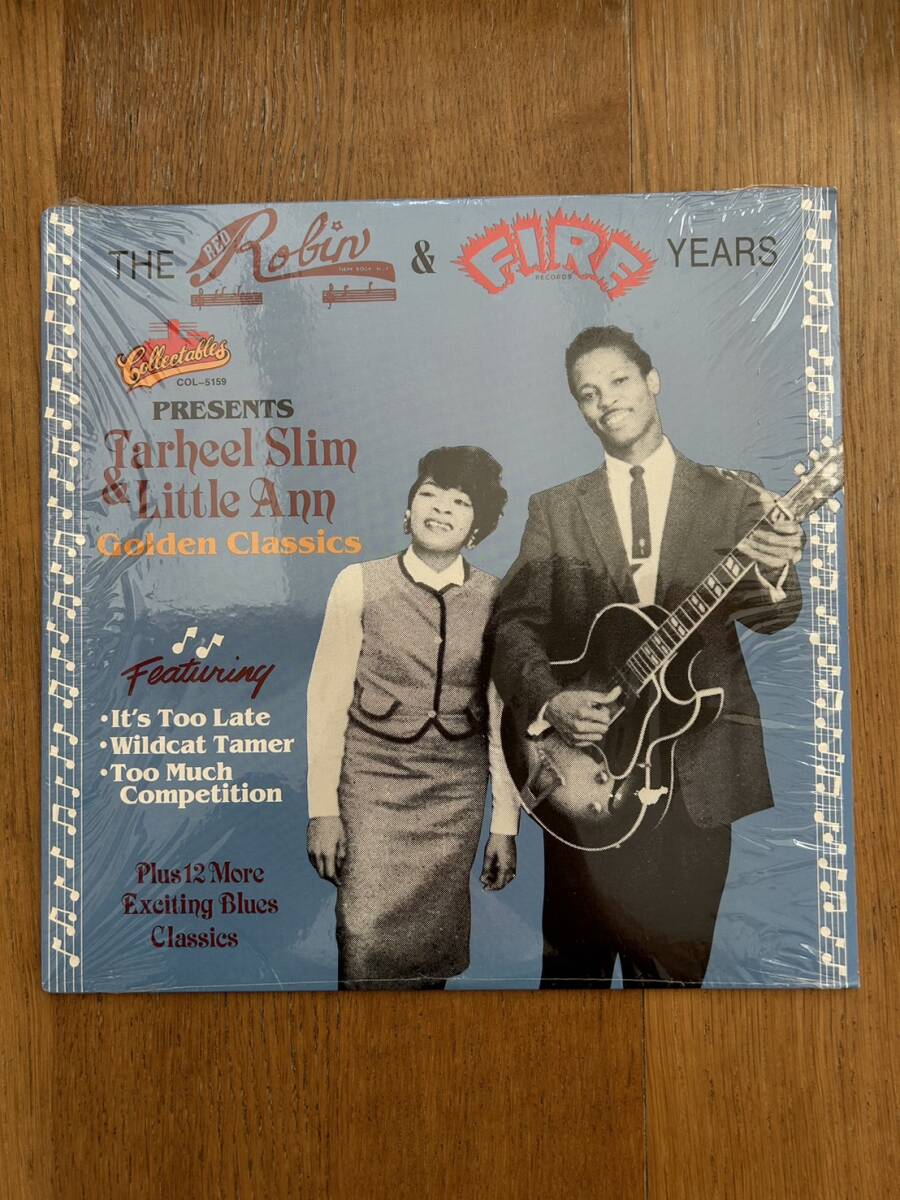 THE RED Robin & FIRE YEARS
RECORDS
Collectables
COL-5159
PRESENTS
Tarheel Slim
& Little Ann
Golden Classics
Featuring
•It's Too Late
•Wildcat Tamer
•Too Much
Competition
Plus 12 More
Exciting Blues
Classics